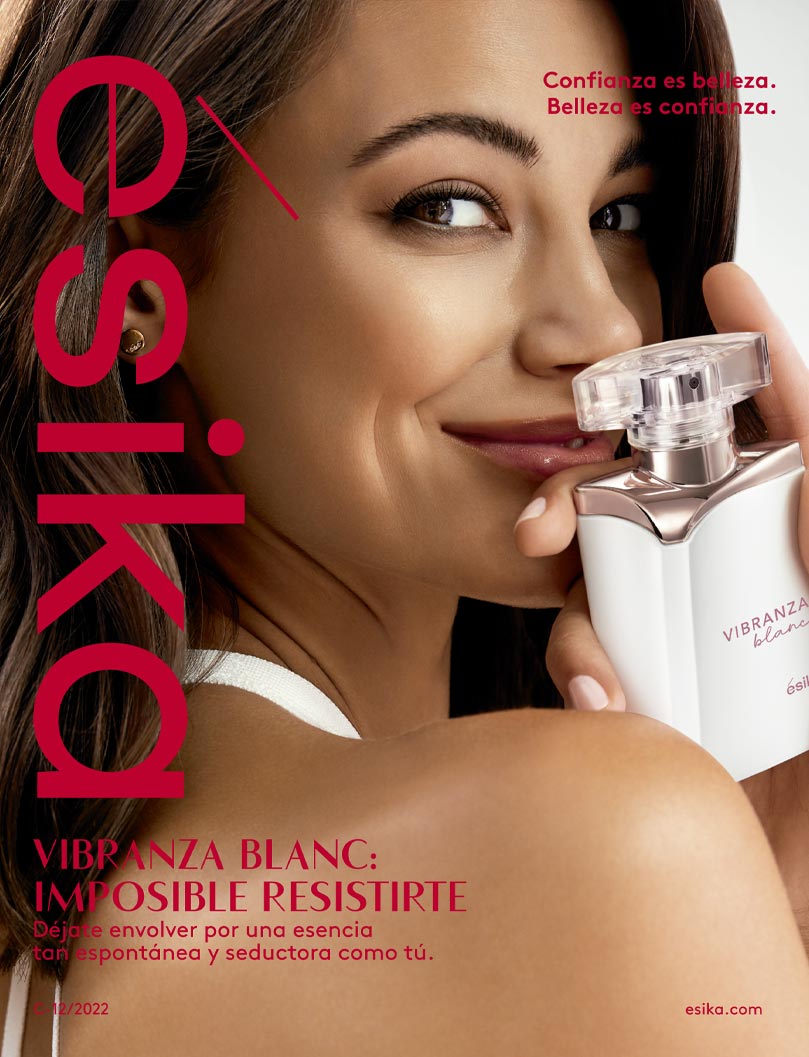 ésika
Confianza es belleza.
Belleza es confianza.
VIBRANZA
blanc
VIBRANZA BLANC:
IMPOSIBLE RESISTIRTE
Déjate envolver por una esencia
tan espontánea y seductora como tú.
C-12/2022
esika.com